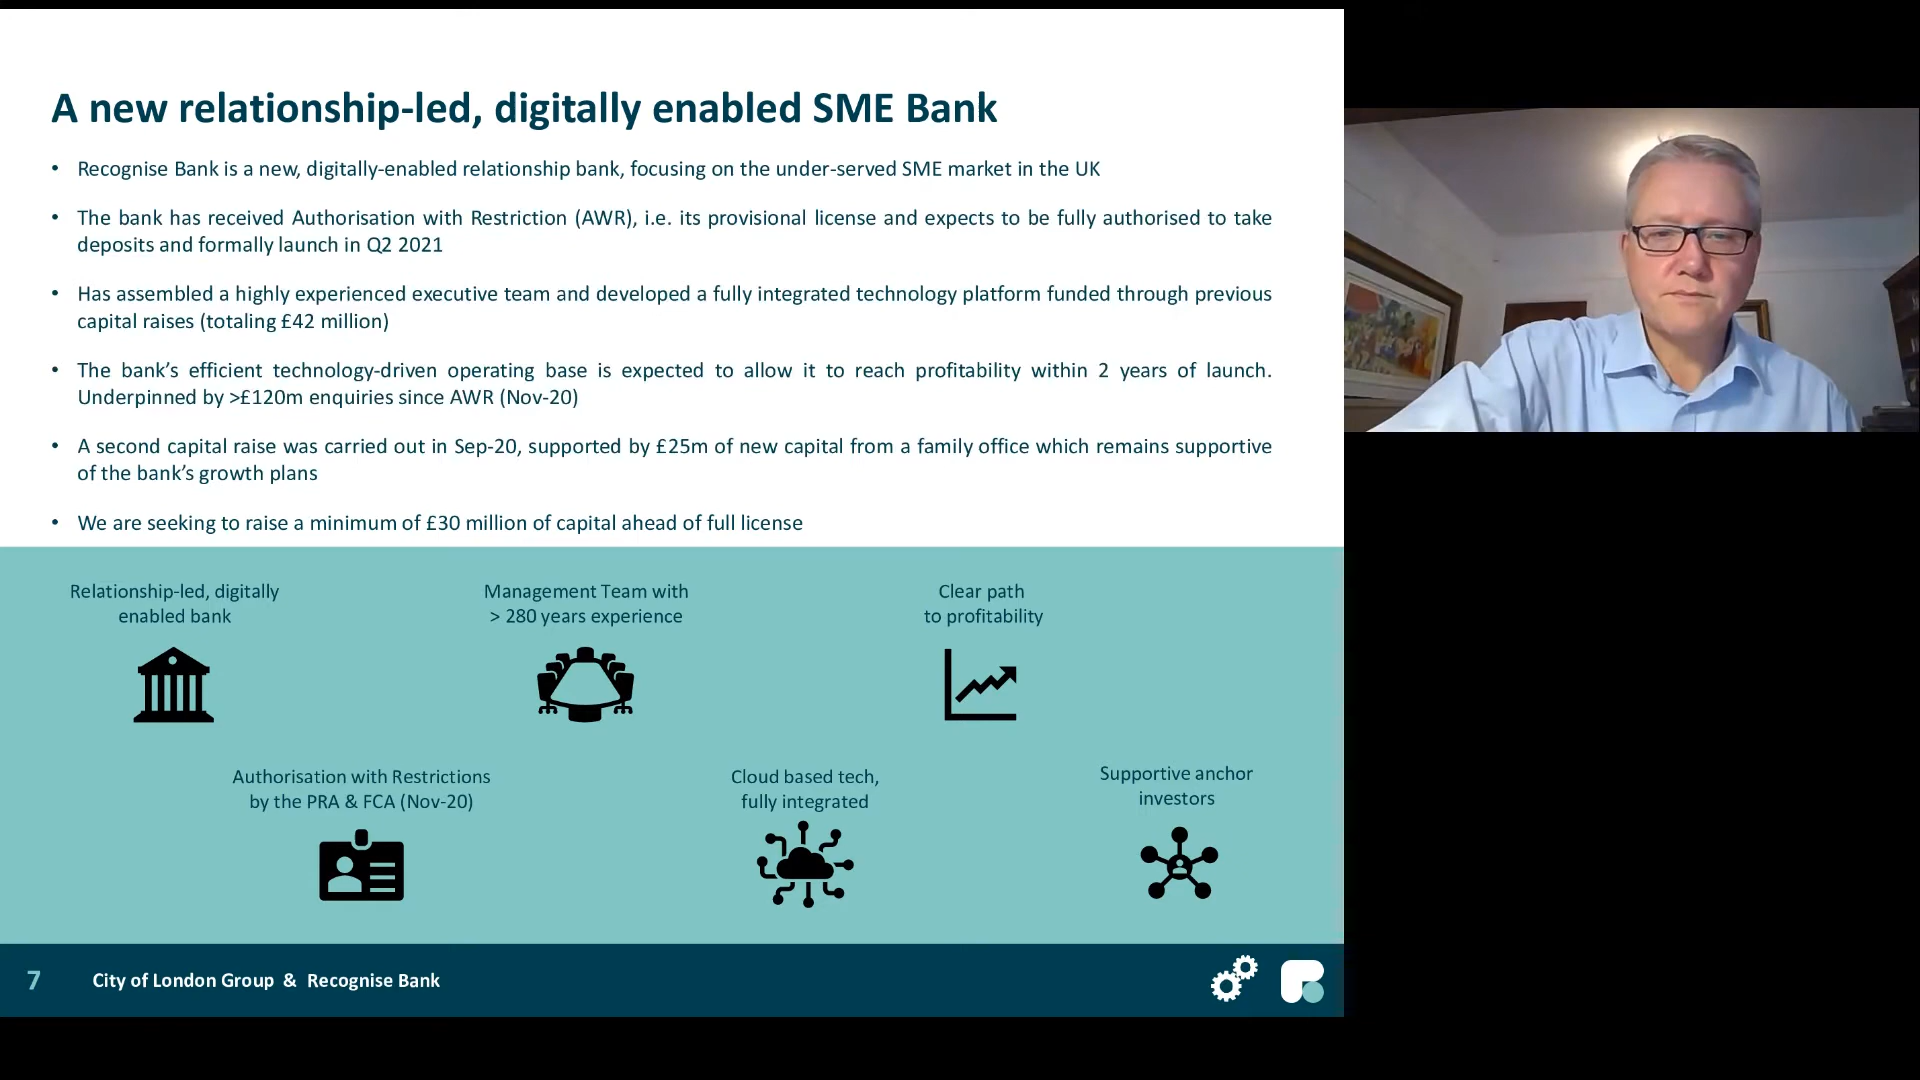 A new relationship-led, digitally enabled SME Bank
• Recognise Bank is a new, digitally-enabled relationship bank, focusing on the under-served SME market in the UK
• The bank has received Authorisation with Restriction (AWR), i.e. its provisional license and expects to be fully authorised to take
deposits and formally launch in Q2 2021
• Has assembled a highly experienced executive team and developed a fully integrated technology platform funded through previous
capital raises (totaling £42 million)
• The bank’s efficient technology-driven operating base is expected to allow it to reach profitability within 2 years of launch.
Underpinned by >£120m enquiries since AWR (Nov-20)
• A second capital raise was carried out in Sep-20, supported by £25m of new capital from a family office which remains supportive
of the bank’s growth plans
• We are seeking to raise a minimum of £30 million of capital ahead of full license
Relationship-led, digitally
enabled bank
Management Team with
> 280 years experience
Clear path
to profitability
Authorisation with Restrictions
by the PRA & FCA (Nov-20)
Cloud based tech,
fully integrated
Supportive anchor
investors
7
City of London Group & Recognise Bank